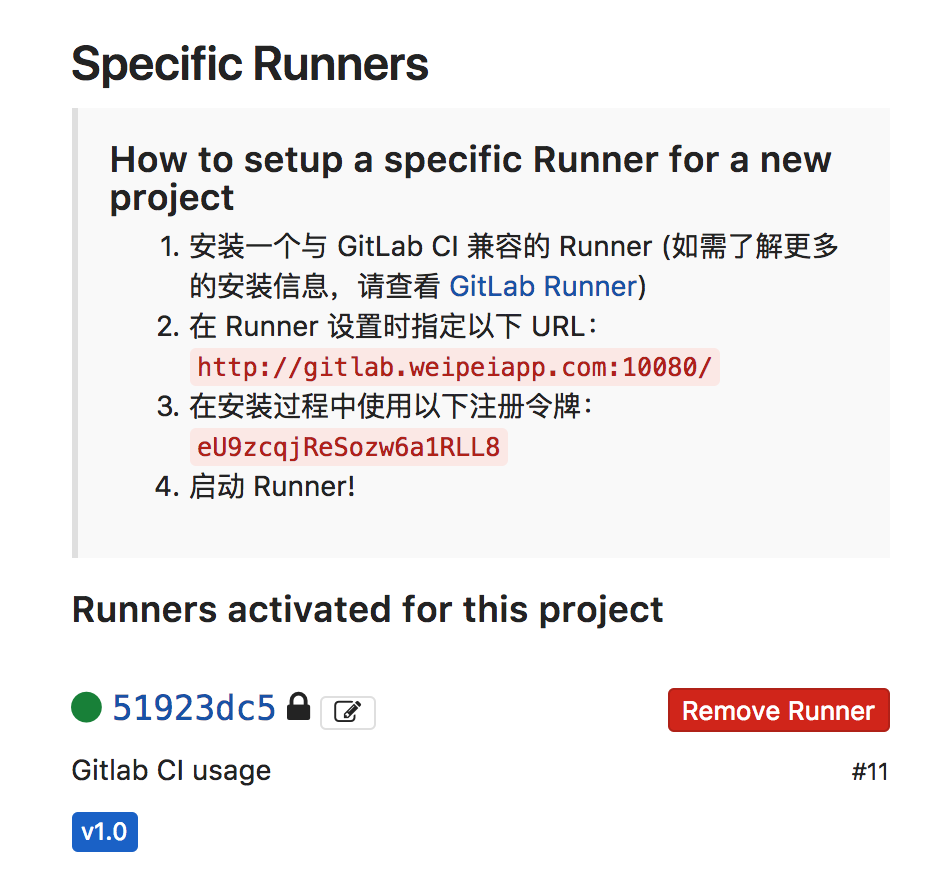 Specific Runners
How to setup a specific Runner for a new
project
1. 安装一个与 GitLab CI 兼容的 Runner (如需了解更多
的安装信息，请查看 GitLab Runner)
2. 在 Runner 设置时指定以下 URL：
http://gitlab.weipeiapp.com:10080/
3. 在安装过程中使用以下注册令牌：
eU9zcqjReSozw6a1RLL8
4. 启动 Runner!
Runners activated for this project
51923dc5
Remove Runner
Gitlab CI usage
#11
v1.0